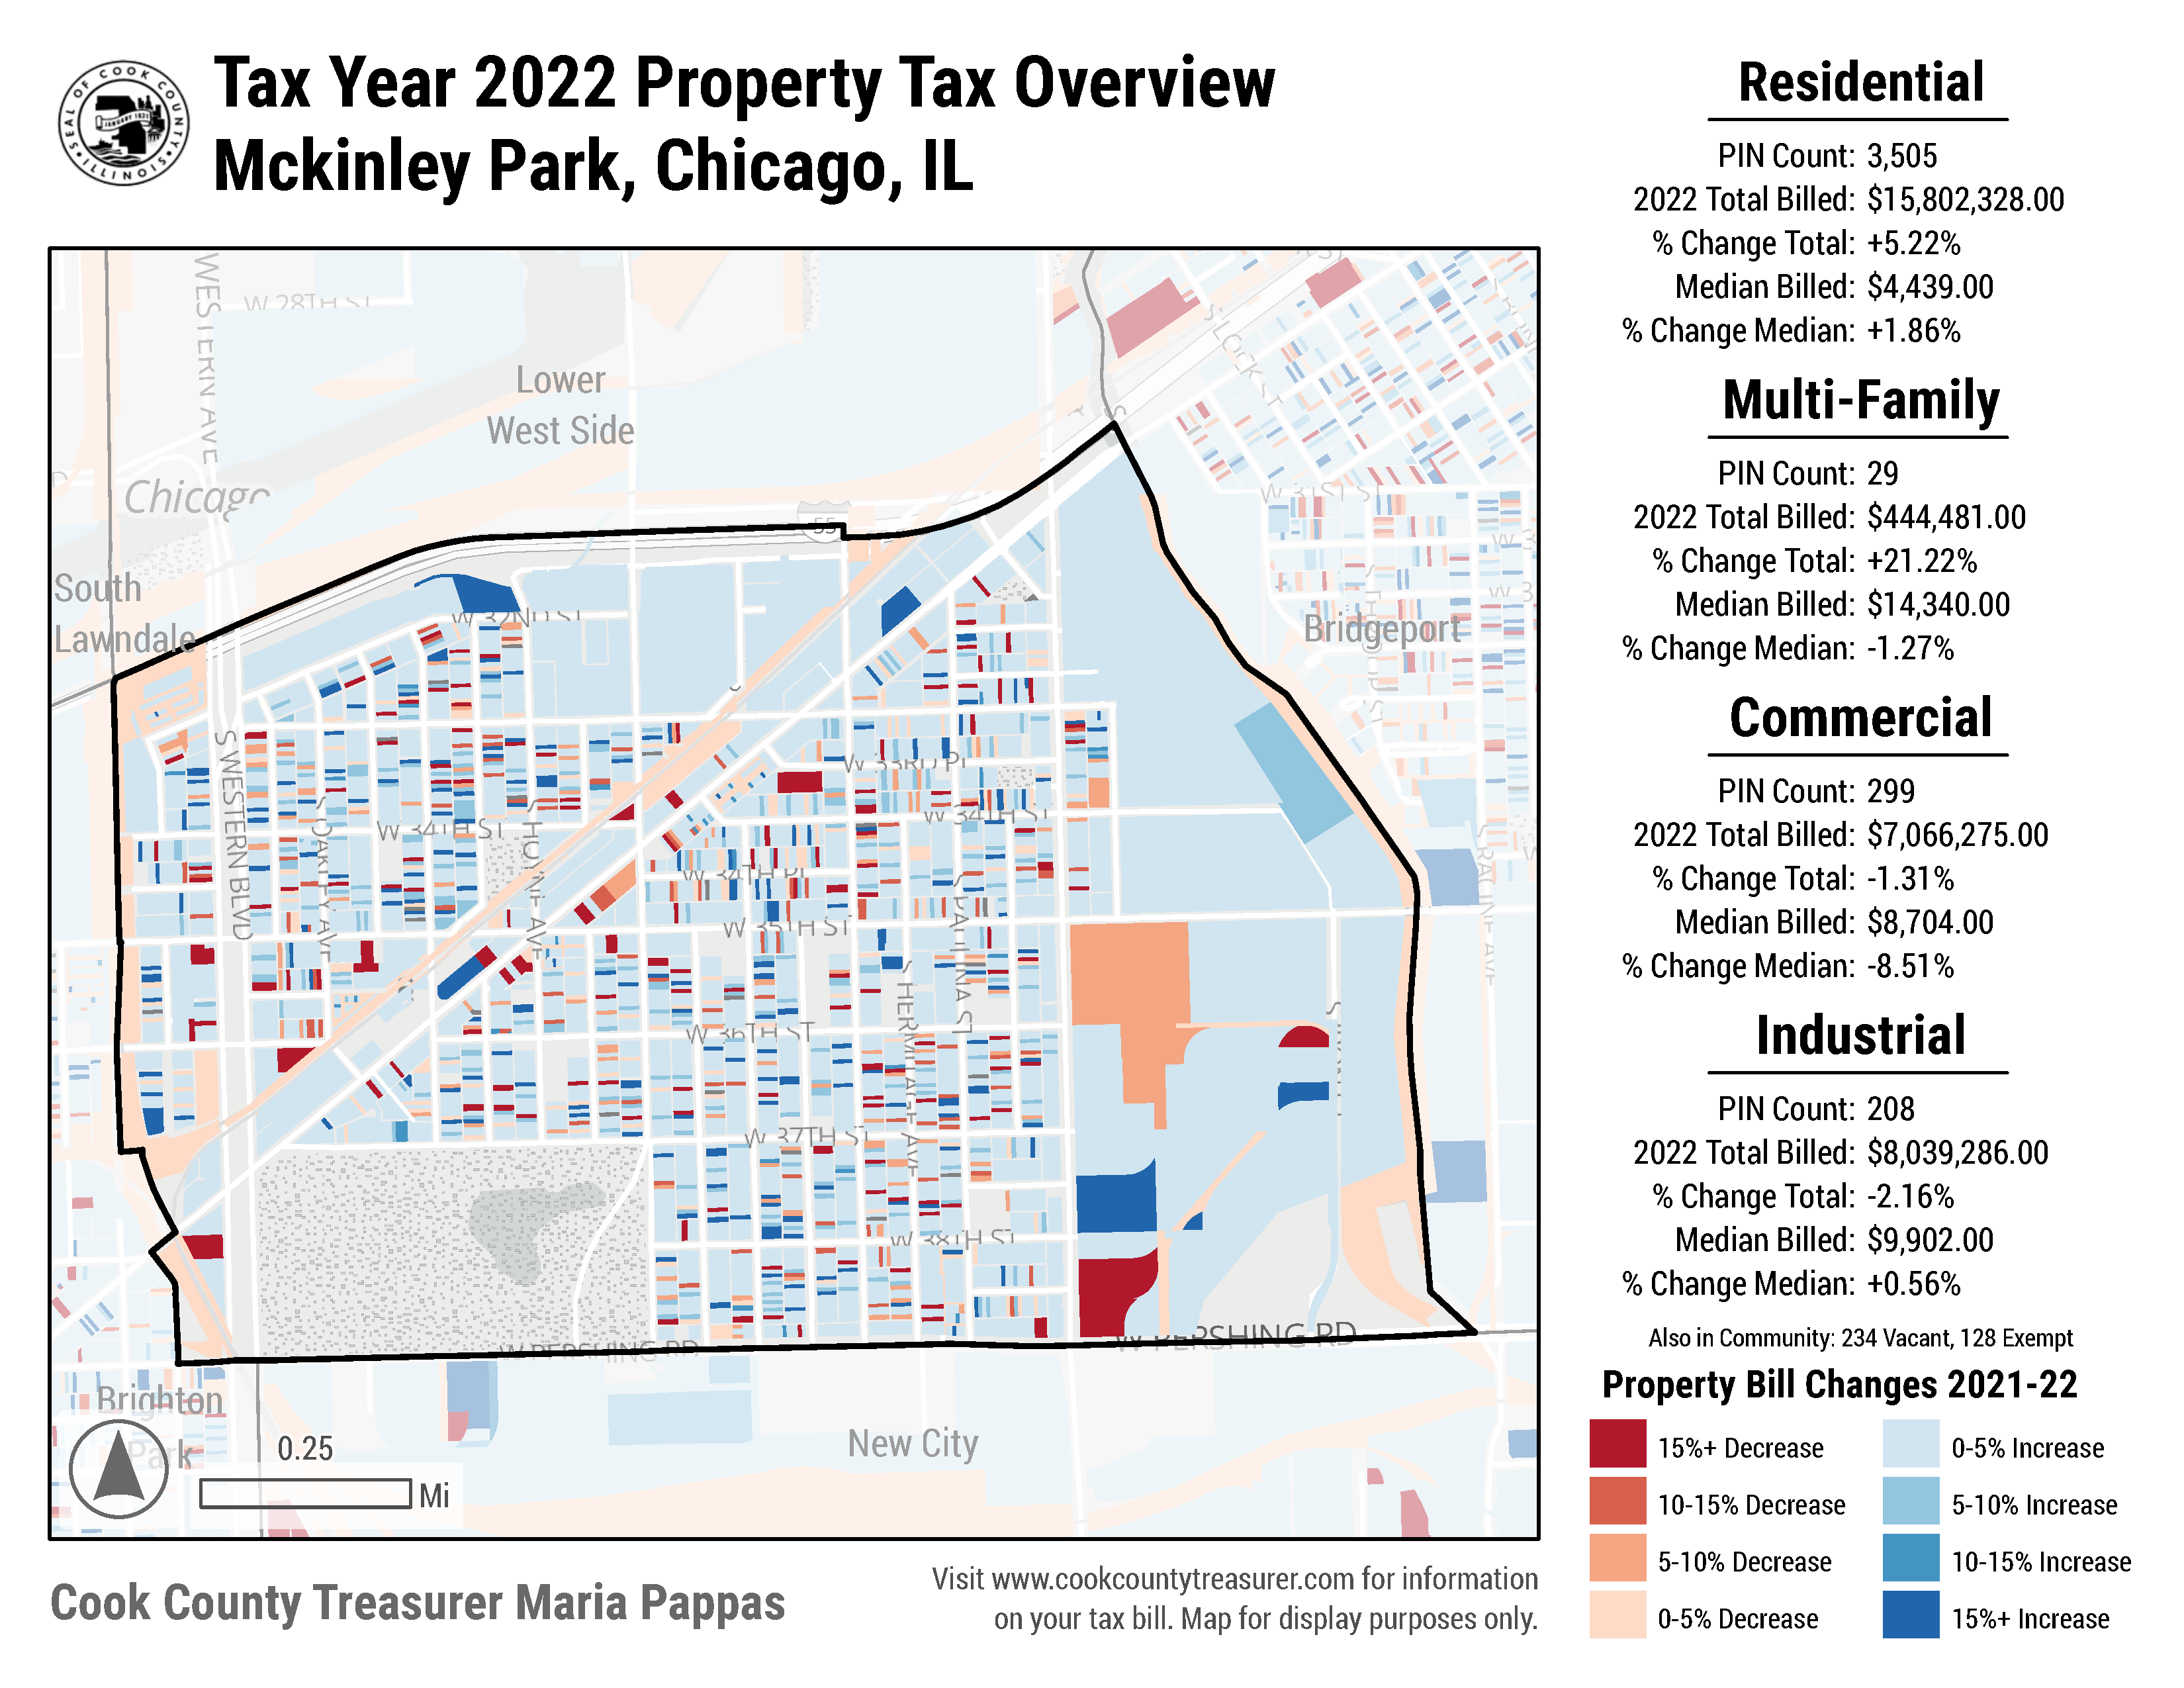 SEAL OF COOK COUNTY
JANUARY 1831
ILLINOIS
Tax Year 2022 Property Tax Overview
Mckinley Park, Chicago, IL
WESTERN AVE
W 28TH ST
Lower
West Side
Chicago
South
Lawndale
55
W 31ST ST
W 32ND ST
Bridgeport
W 33RD PL
S WESTERN BLVD
S OAKLEY AVE
W 34TH ST
S HOYNE AVE
W 34TH ST
W 34TH PL
W 35TH ST
S PAULINA ST
S HERMITAGE AVE
W 36TH ST
W 37TH ST
W 38TH ST
W PERSHING RD
W PERSHING RD
S RACINE AVE
Brighton
Park
New City
0.25
Mi
Cook County Treasurer Maria Pappas
Visit www.cookcountytreasurer.com for information
on your tax bill. Map for display purposes only.
Residential
PIN Count: 3,505
2022 Total Billed: $15,802,328.00
% Change Total: +5.22%
Median Billed: $4,439.00
% Change Median: +1.86%
Multi-Family
PIN Count: 29
2022 Total Billed: $444,481.00
% Change Total: +21.22%
Median Billed: $14,340.00
% Change Median: -1.27%
Commercial
PIN Count: 299
2022 Total Billed: $7,066,275.00
% Change Total: -1.31%
Median Billed: $8,704.00
% Change Median: -8.51%
Industrial
PIN Count: 208
2022 Total Billed: $8,039,286.00
% Change Total: -2.16%
Median Billed: $9,902.00
% Change Median: +0.56%
Also in Community: 234 Vacant, 128 Exempt
Property Bill Changes 2021-22
15%+ Decrease
10-15% Decrease
5-10% Decrease
0-5% Decrease
0-5% Increase
5-10% Increase
10-15% Increase
15%+ Increase